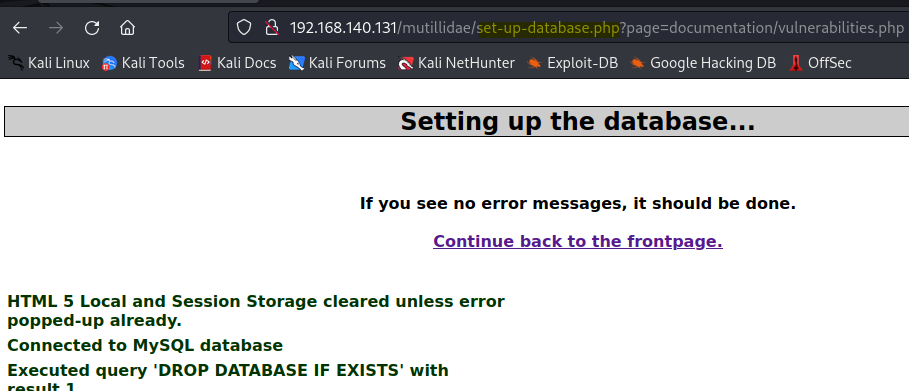 192.168.140.131/mutillidae/set-up-database.php?page=documentation/vulnerabilities.php
Kali Linux Kali Tools Kali Docs Kali Forums Kali NetHunter Exploit-DB Google Hacking DB OffSec
Setting up the database...
If you see no error messages, it should be done.
Continue back to the frontpage.
HTML 5 Local and Session Storage cleared unless error
popped-up already.
Connected to MySQL database
Executed query 'DROP DATABASE IF EXISTS' with
result 1